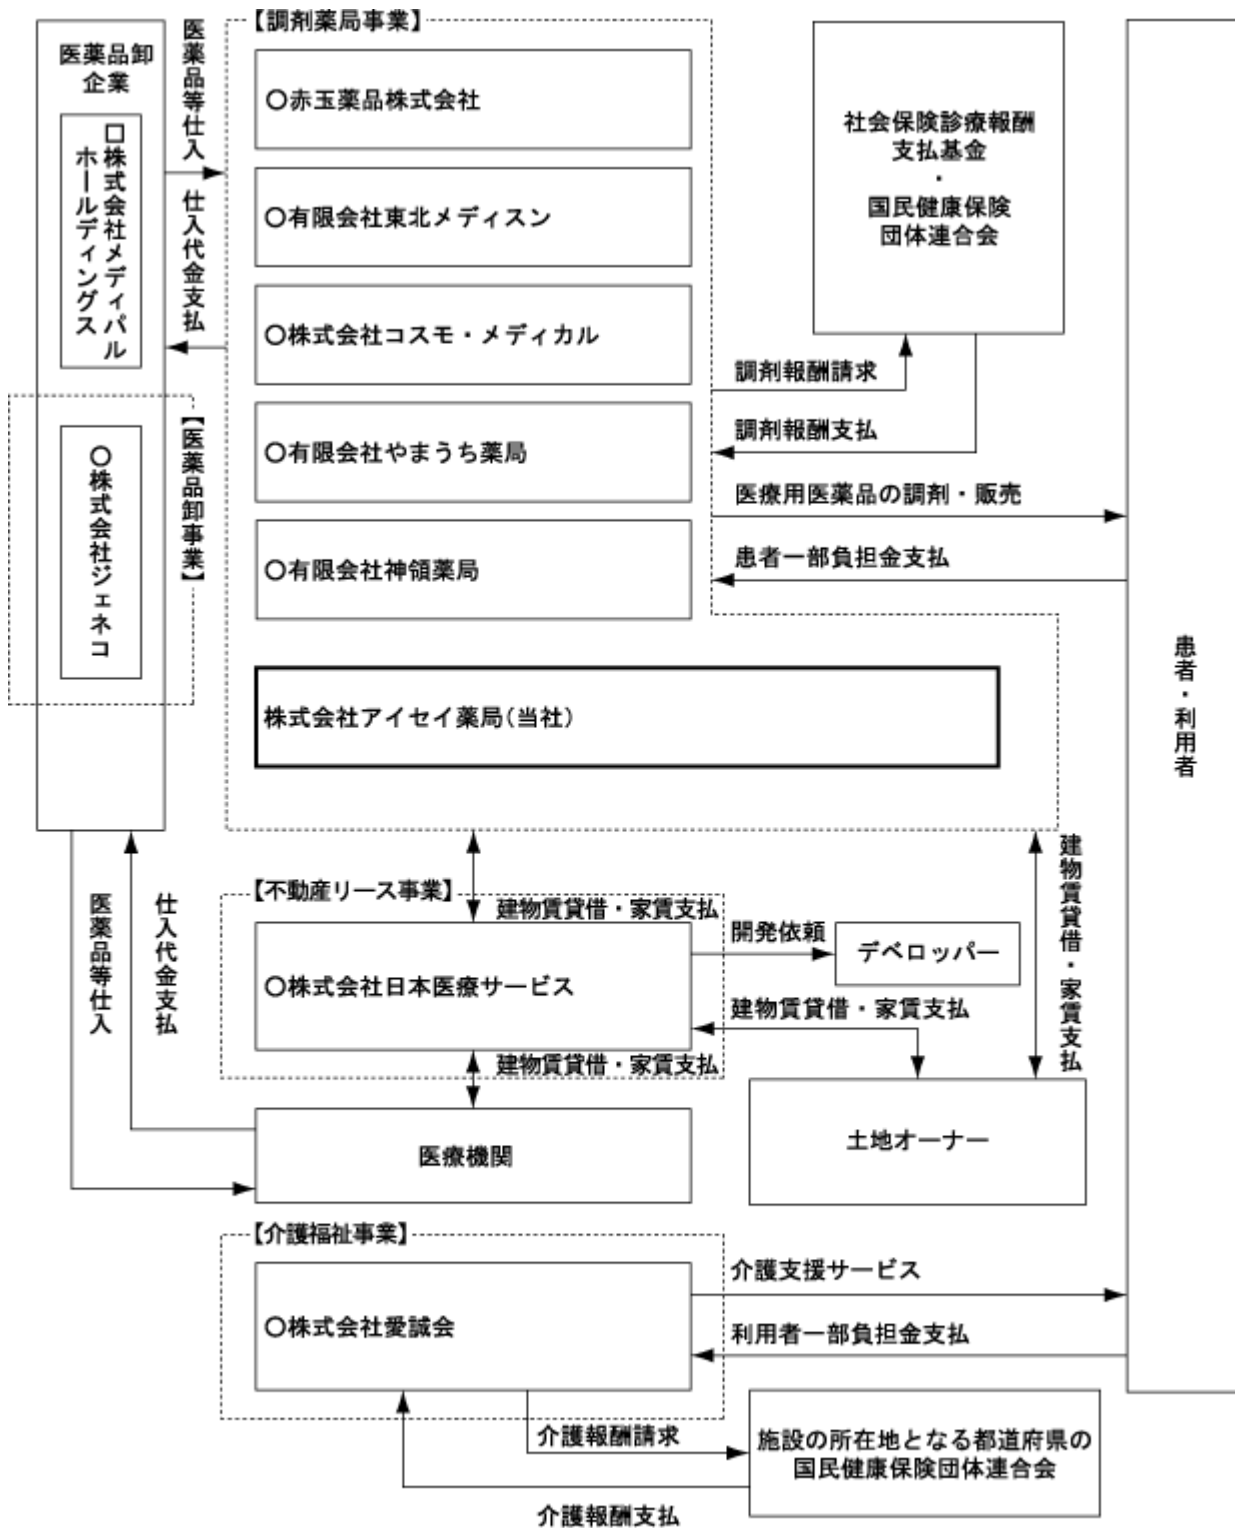 医薬品卸
企業
□株式会社メディパル
ホールディングス
【医薬品卸事業】
○株式会社ジェネコ
医薬品等仕入
仕入代金支払
【調剤薬局事業】
○赤玉薬品株式会社
○有限会社東北メディスン
○株式会社コスモ・メディカル
○有限会社やまうち薬局
○有限会社神領薬局
株式会社アイセイ薬局(当社)
社会保険診療報酬
支払基金
・
国民健康保険
団体連合会
調剤報酬請求
調剤報酬支払
医療用医薬品の調剤・販売
患者一部負担金支払
患者・利用者
医薬品等仕入
仕入代金支払
【不動産リース事業】
建物賃貸借・家賃支払
○株式会社日本医療サービス
開発依頼
デベロッパー
建物賃貸借・家賃支払
建物賃貸借・家賃支払
建物賃貸借・家賃支払
医療機関
土地オーナー
【介護福祉事業】
○株式会社愛誠会
介護支援サービス
利用者一部負担金支払
介護報酬請求
介護報酬支払
施設の所在地となる都道府県の
国民健康保険団体連合会